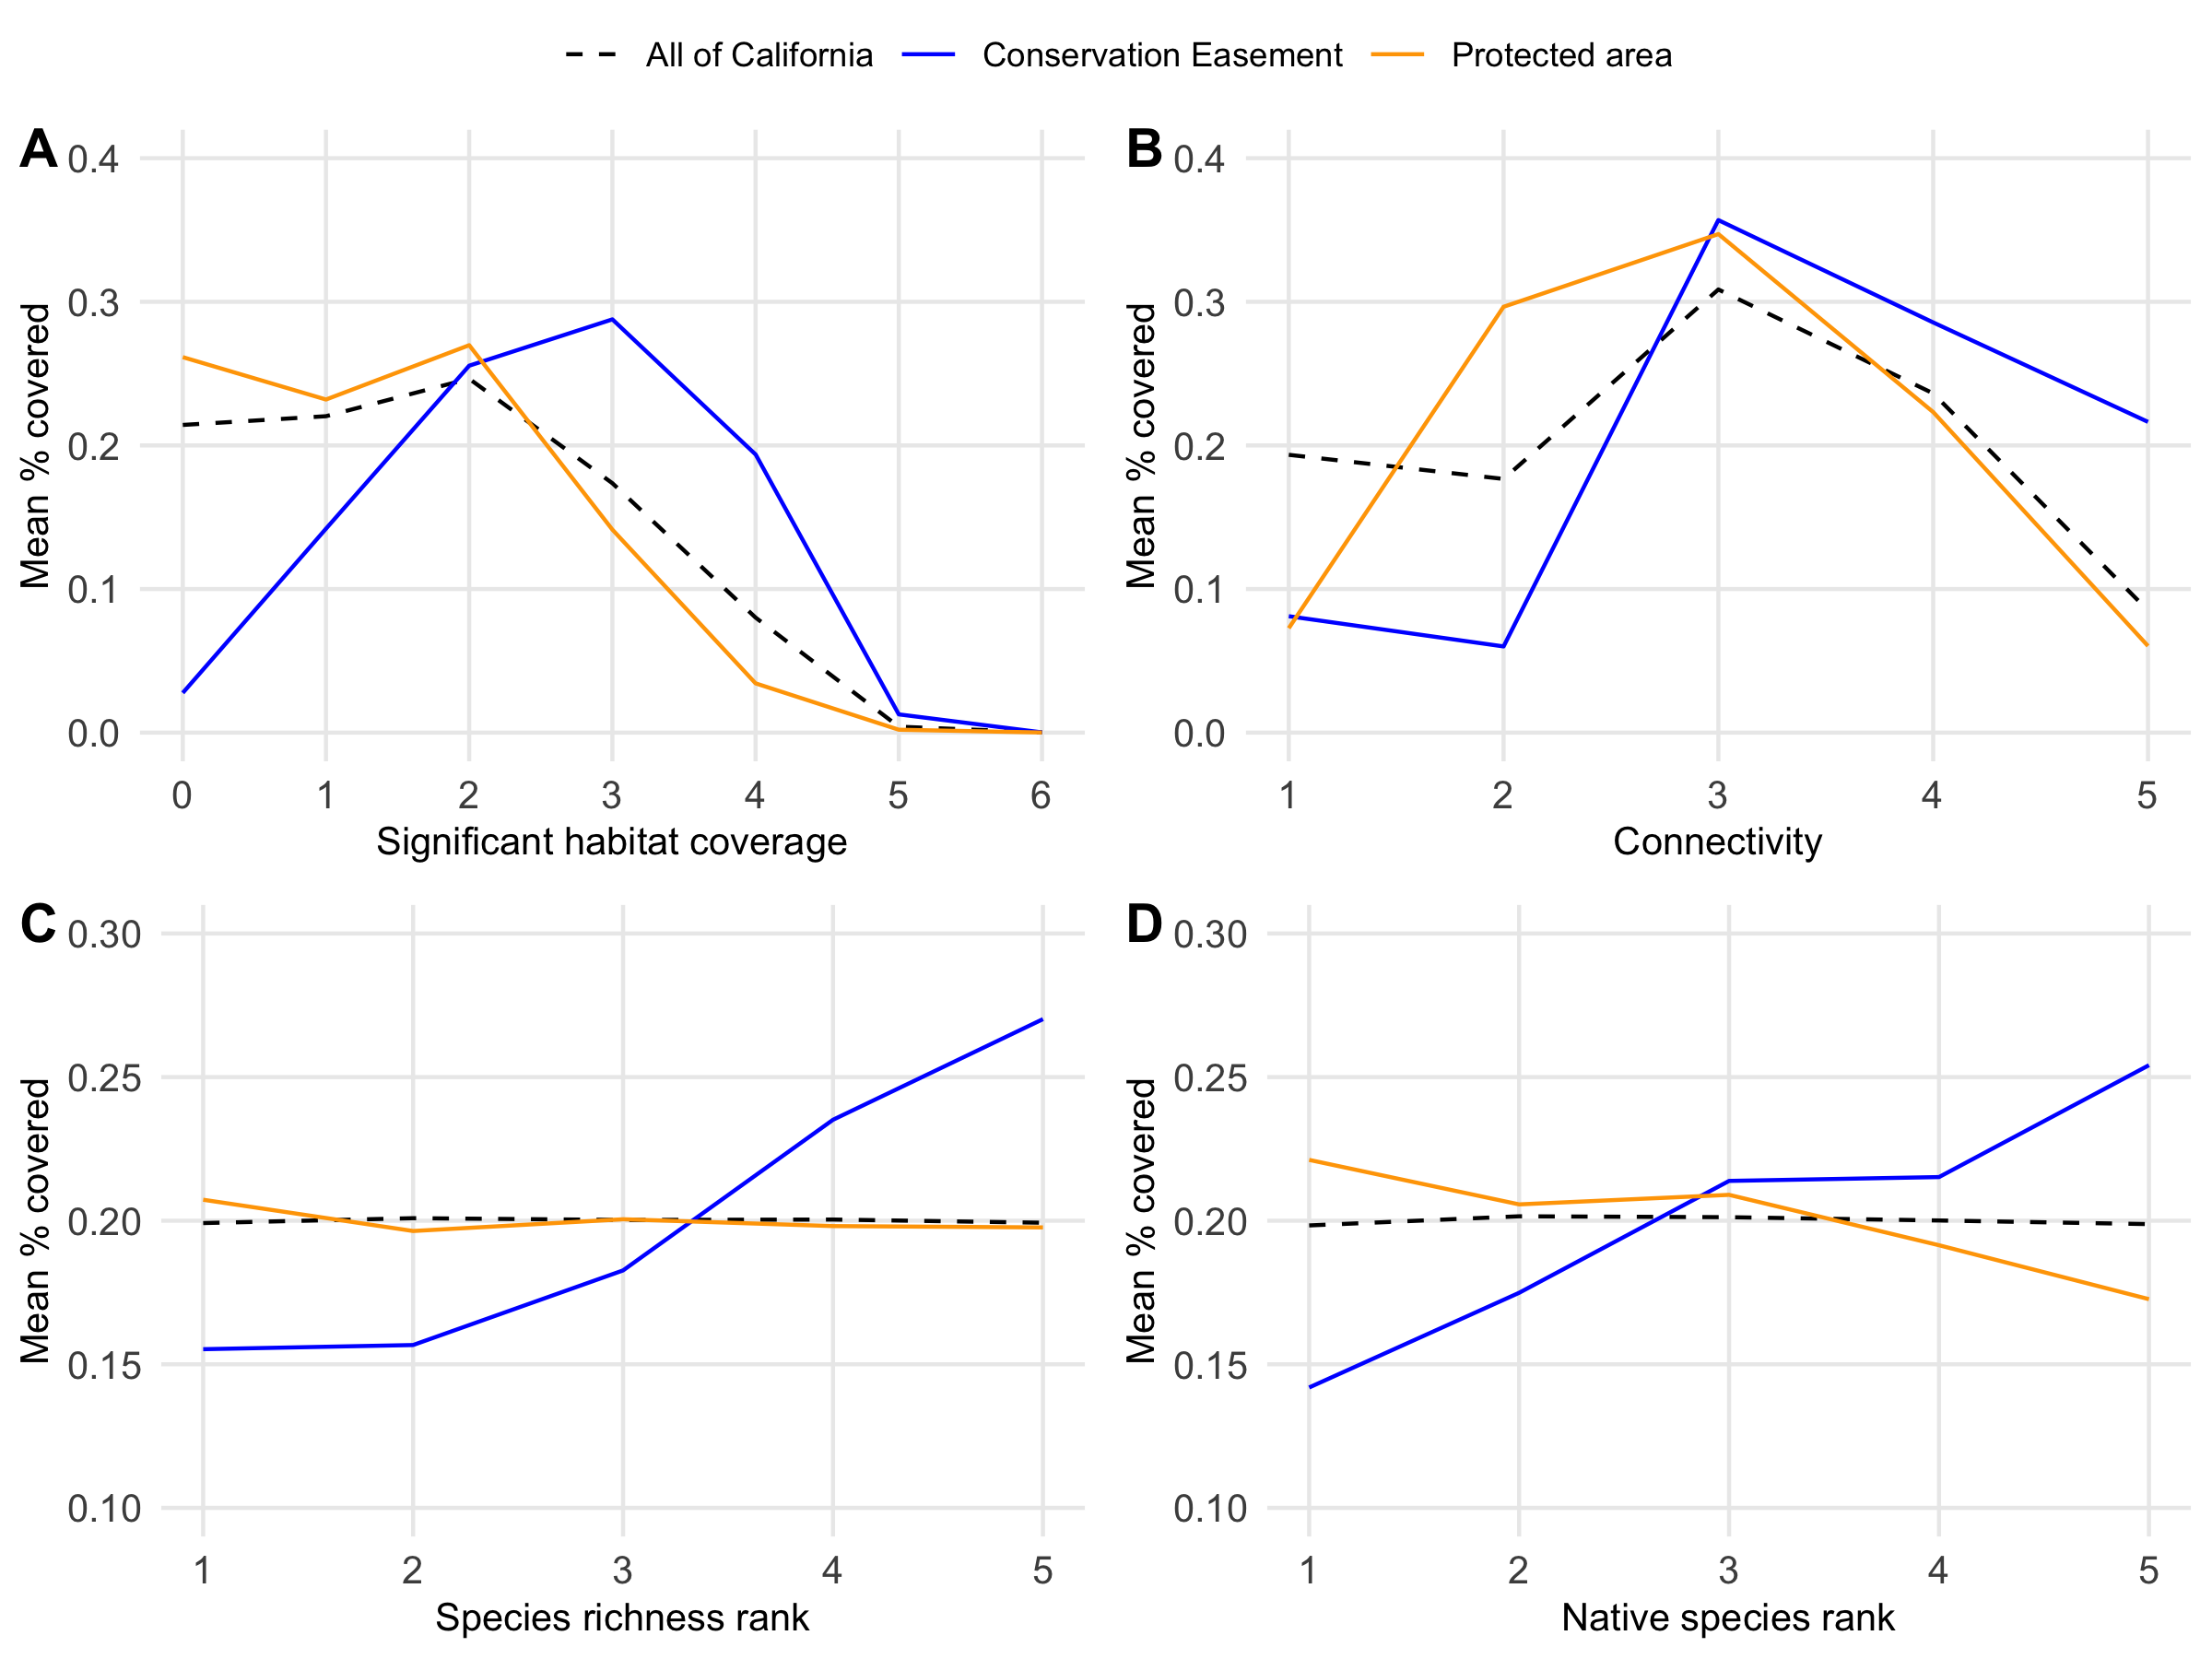 All of California Conservation Easement Protected area
A
0.4
0.3
0.2
0.1
0.0
Mean % covered
0 1 2 3 4 5 6
Significant habitat coverage
B
0.4
0.3
0.2
0.1
0.0
Mean % covered
1 2 3 4 5
Connectivity
C
0.30
0.25
0.20
0.15
0.10
Mean % covered
1 2 3 4 5
Species richness rank
D
0.30
0.25
0.20
0.15
0.10
Mean % covered
1 2 3 4 5
Native species rank